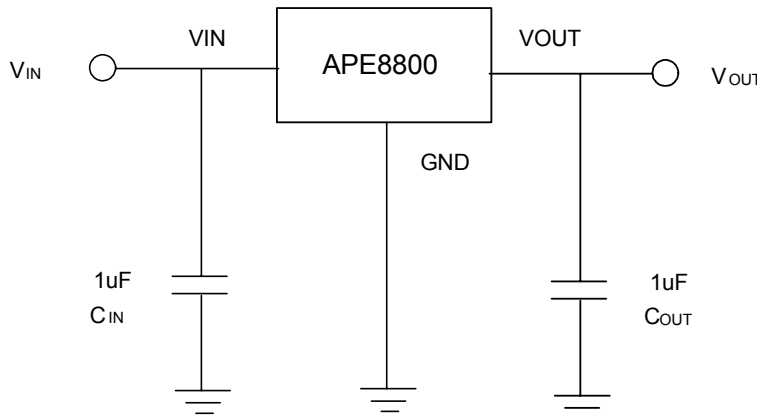 VIN
VIN
APE8800
VOUT
VOUT
GND
1uF
CIN
1uF
COUT